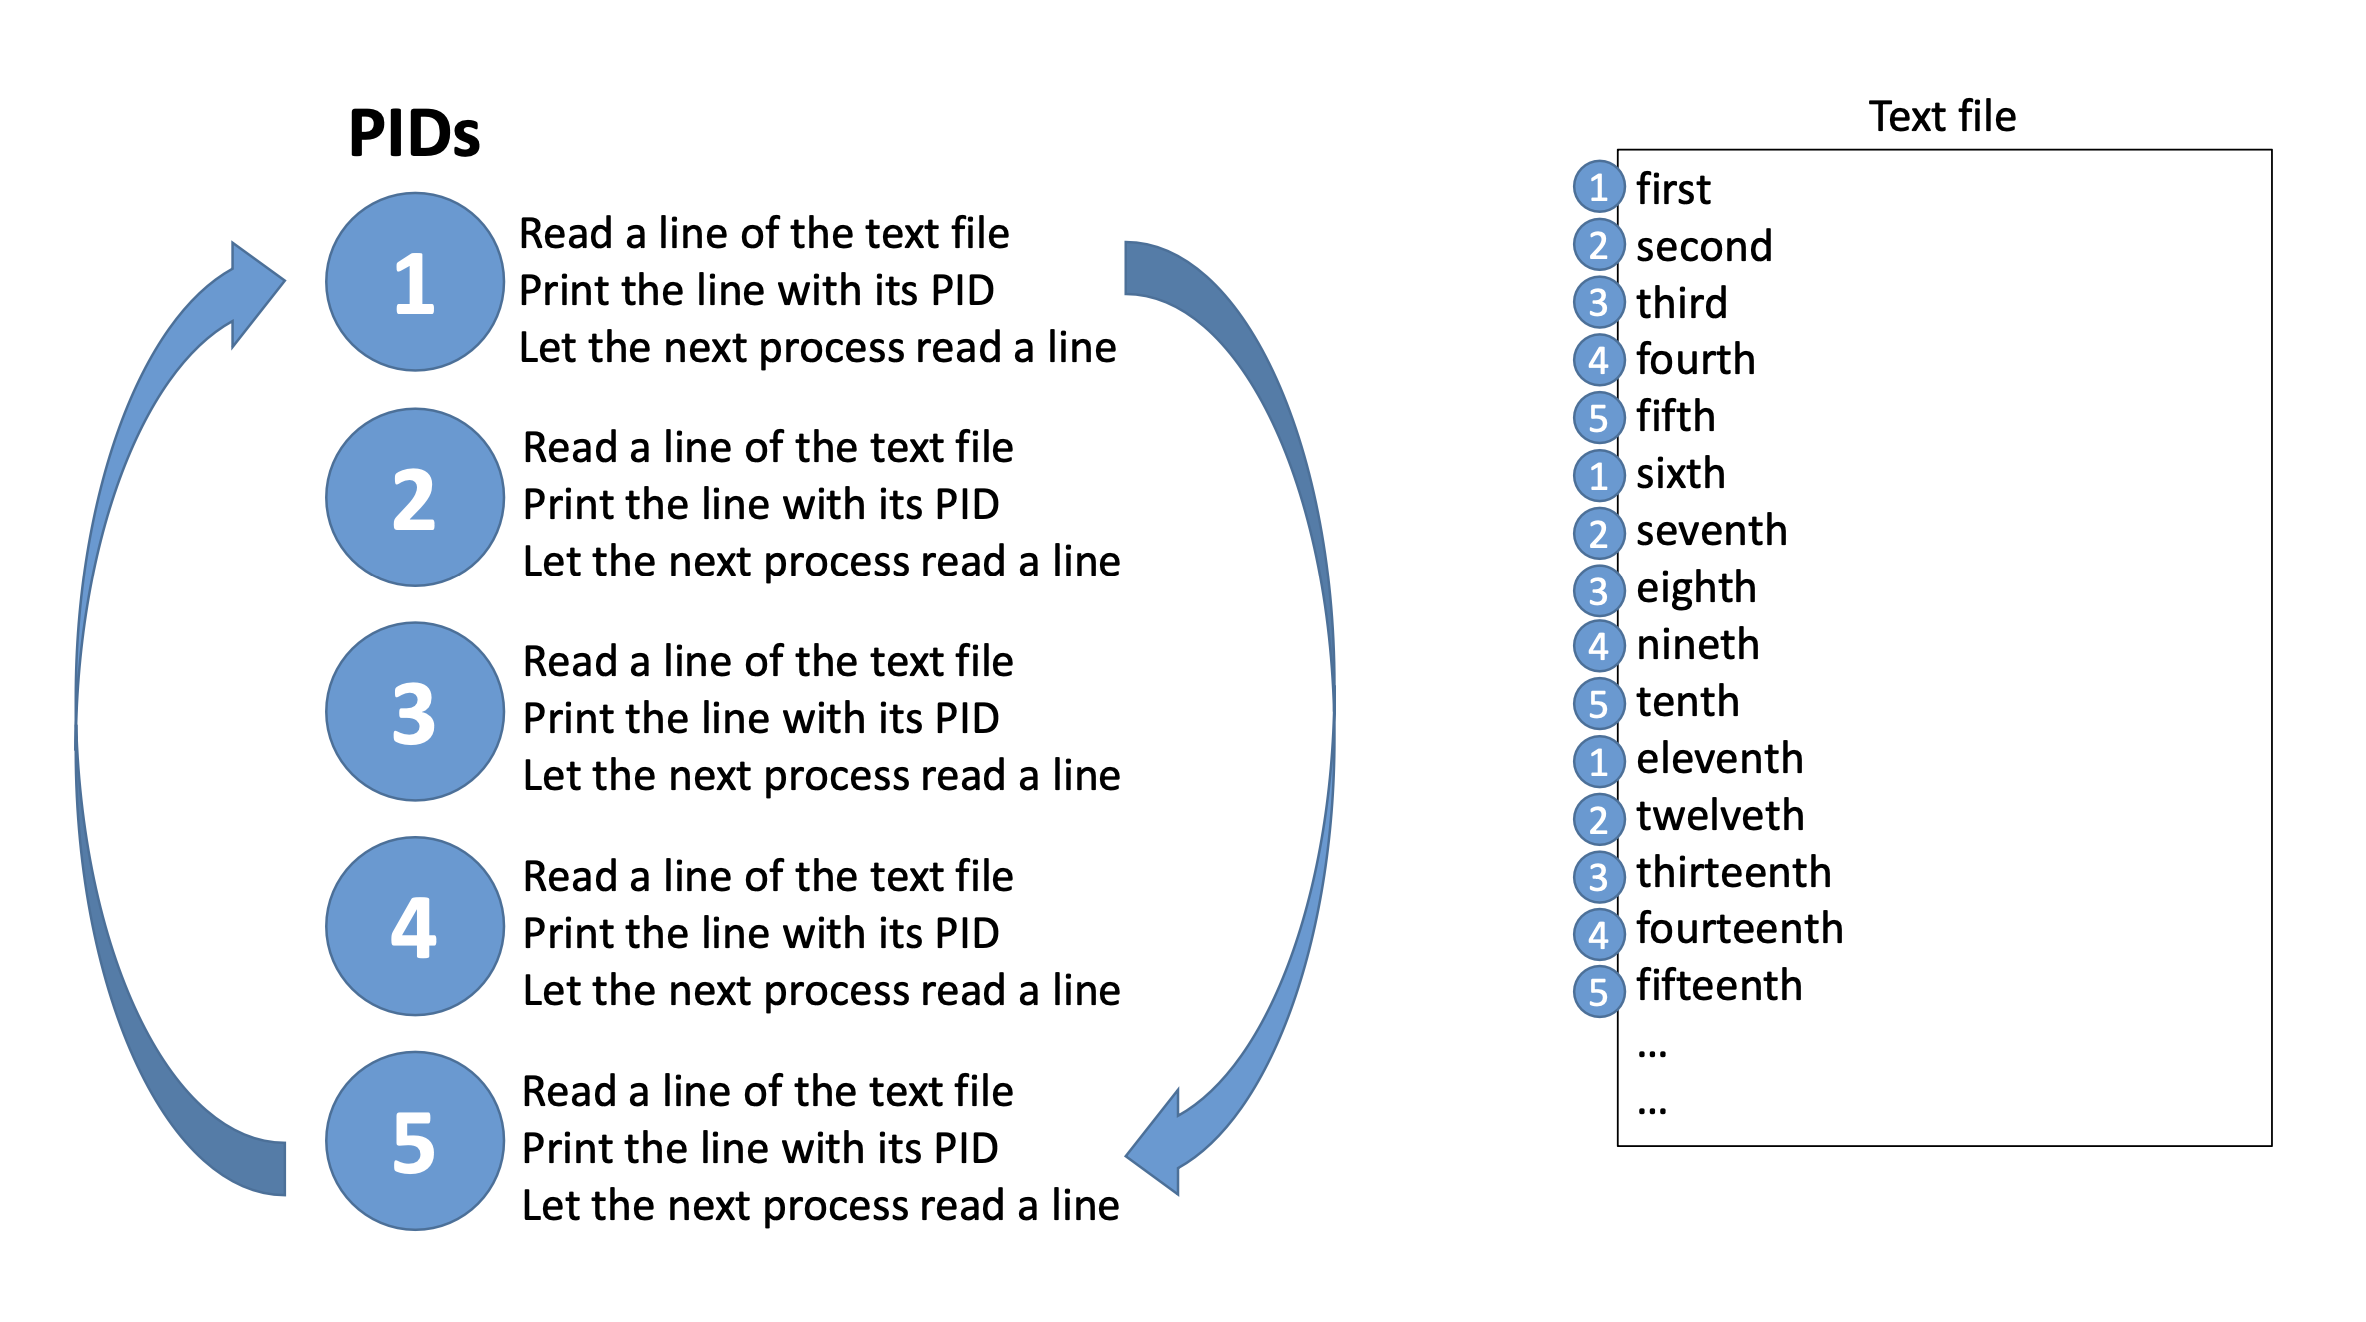 PIDs
1
Read a line of the text file
Print the line with its PID
Let the next process read a line
2
Read a line of the text file
Print the line with its PID
Let the next process read a line
3
Read a line of the text file
Print the line with its PID
Let the next process read a line
4
Read a line of the text file
Print the line with its PID
Let the next process read a line
5
Read a line of the text file
Print the line with its PID
Let the next process read a line
Text file
1 first
2 second
3 third
4 fourth
5 fifth
1 sixth
2 seventh
3 eighth
4 nineth
5 tenth
1 eleventh
2 twelveth
3 thirteenth
4 fourteenth
5 fifteenth
...
...